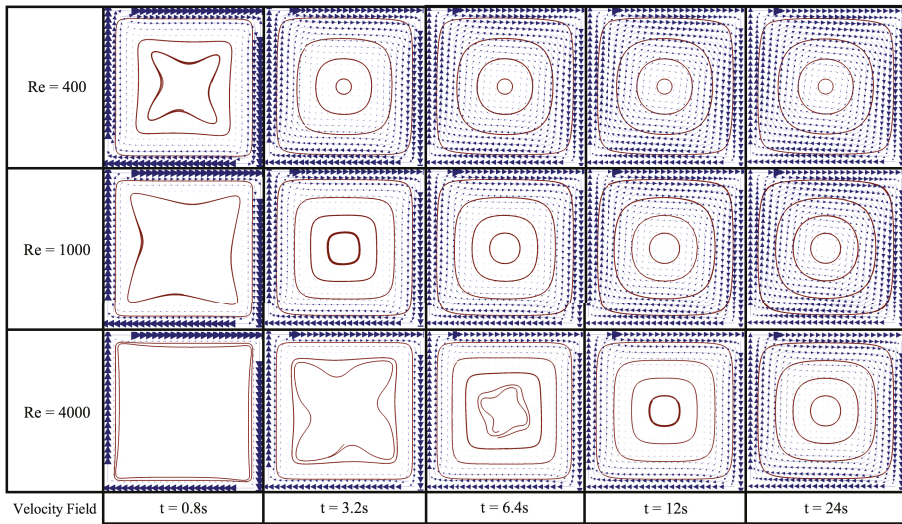 Re = 400
Re = 1000
Re = 4000
Velocity Field
t = 0.8s
t = 3.2s
t = 6.4s
t = 12s
t = 24s